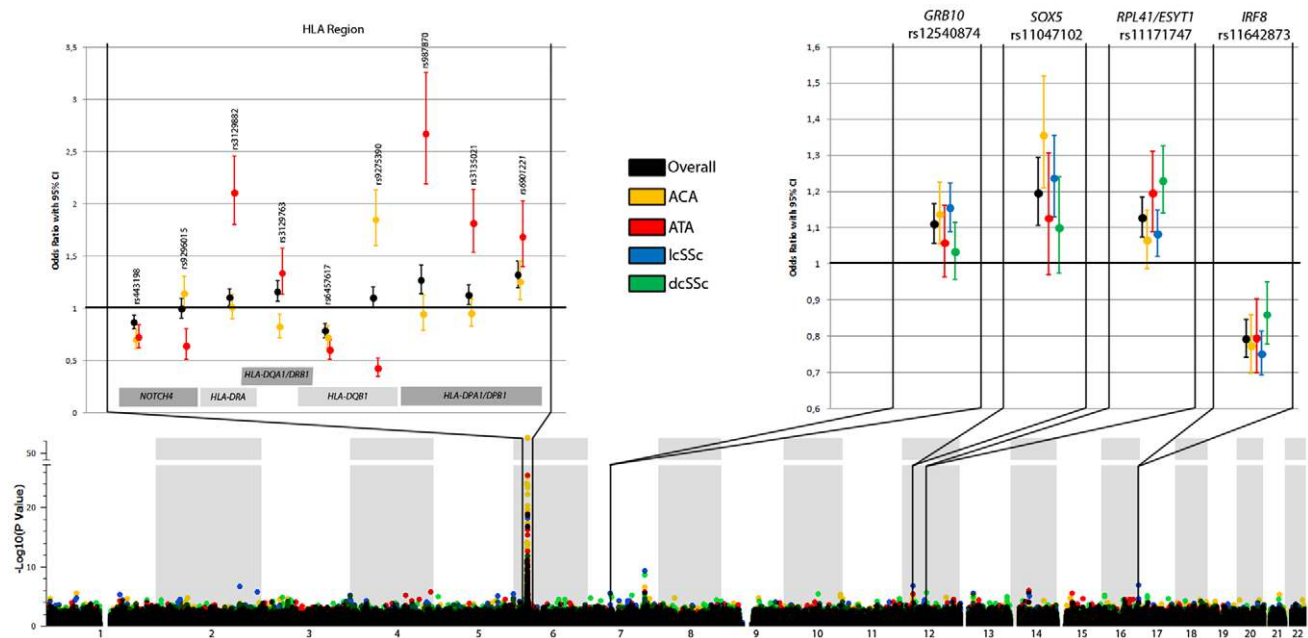 HLA Region
3,5
3
2,5
2
1,5
1
0,5
0
Odds Ratio with 95% CI
rs443198
rs9296015
rs3129882
rs3129763
rs6457617
rs9275390
rs987870
rs3135021
rs6901221
NOTCH4
HLA-DRA
HLA-DQA1/DRB1
HLA-DQB1
HLA-DPA1/DPB1
Overall
ACA
ATA
lcSSc
dcSSc
GRB10
rs12540874
SOX5
rs11047102
RPL41/ESYT1
rs11171747
IRF8
rs11642873
1,6
1,5
1,4
1,3
1,2
1,1
1
0,9
0,8
0,7
0,6
Odds Ratio with 95% CI
50
20
10
0
-Log10(P Value)
1 2 3 4 5 6 7 8 9 10 11 12 13 14 15 16 17 18 19 20 21 22